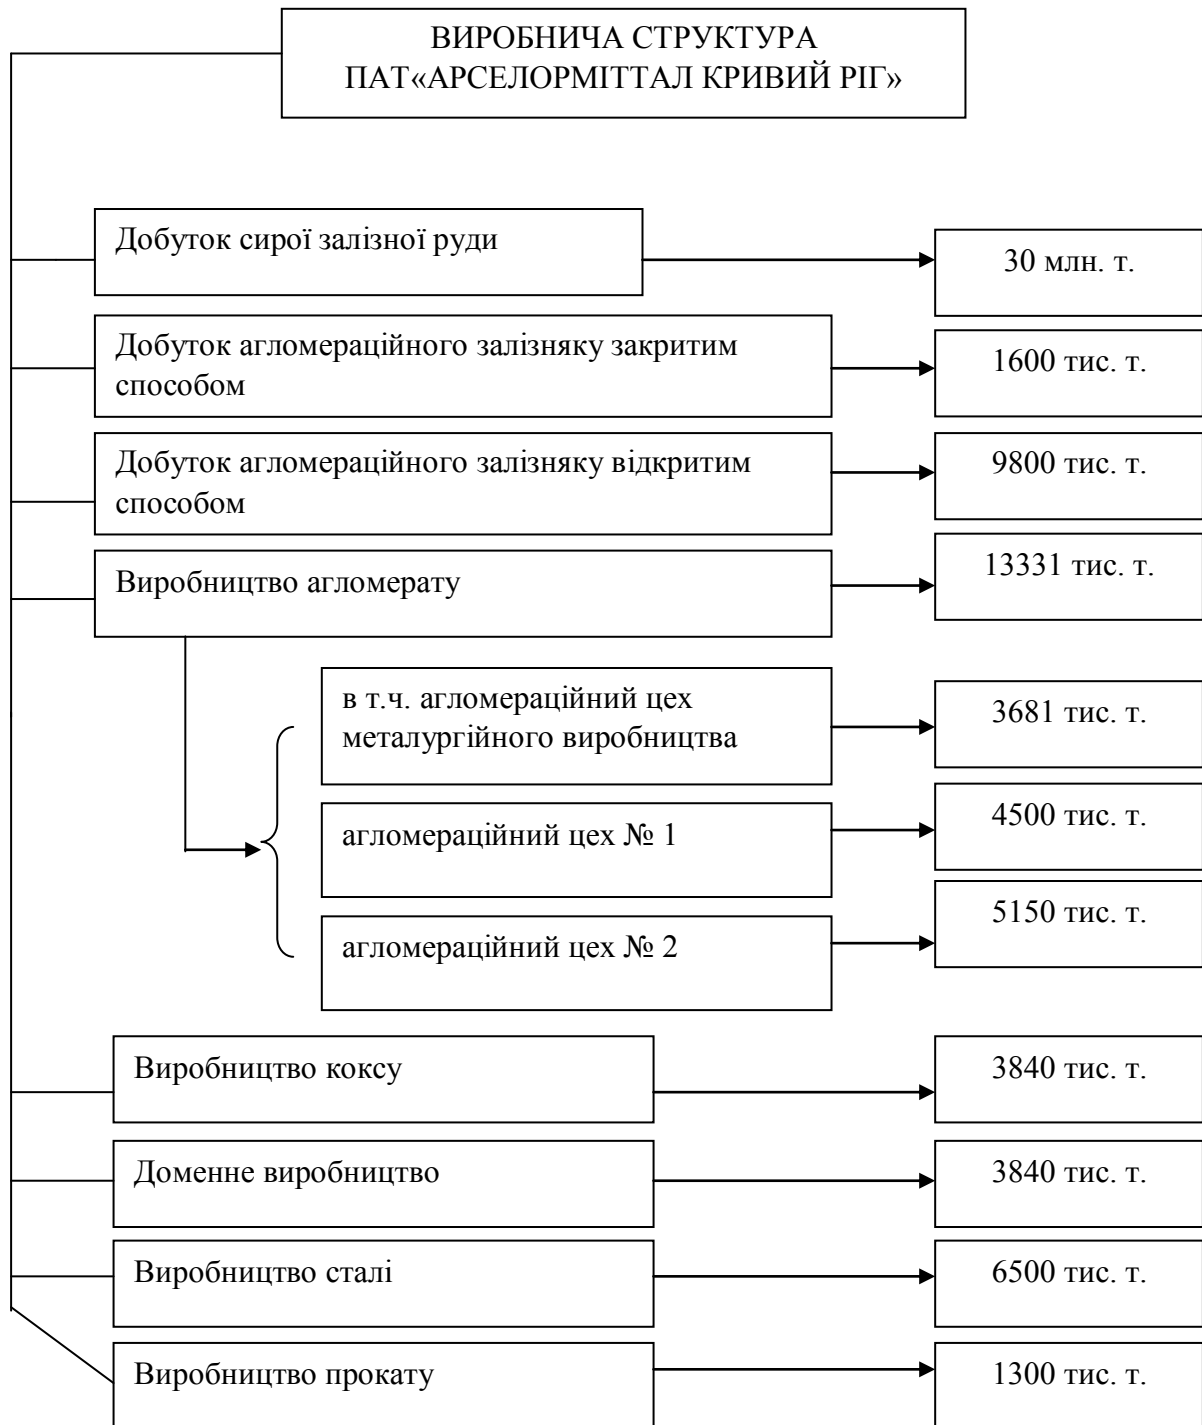 ВИРОБНИЧА СТРУКТУРА
ПАТ«АРСЕЛОРМІТТАЛ КРИВИЙ РІГ»
Добуток сирої залізної руди
30 млн. т.
Добуток агломераційного залізняку закритим
способом
1600 тис. т.
Добуток агломераційного залізняку відкритим
способом
9800 тис. т.
Виробництво агломерату
13331 тис. т.
в т.ч. агломераційний цех
металургійного виробництва
3681 тис. т.
агломераційний цех № 1
4500 тис. т.
агломераційний цех № 2
5150 тис. т.
Виробництво коксу
3840 тис. т.
Доменне виробництво
3840 тис. т.
Виробництво сталі
6500 тис. т.
Виробництво прокату
1300 тис. т.